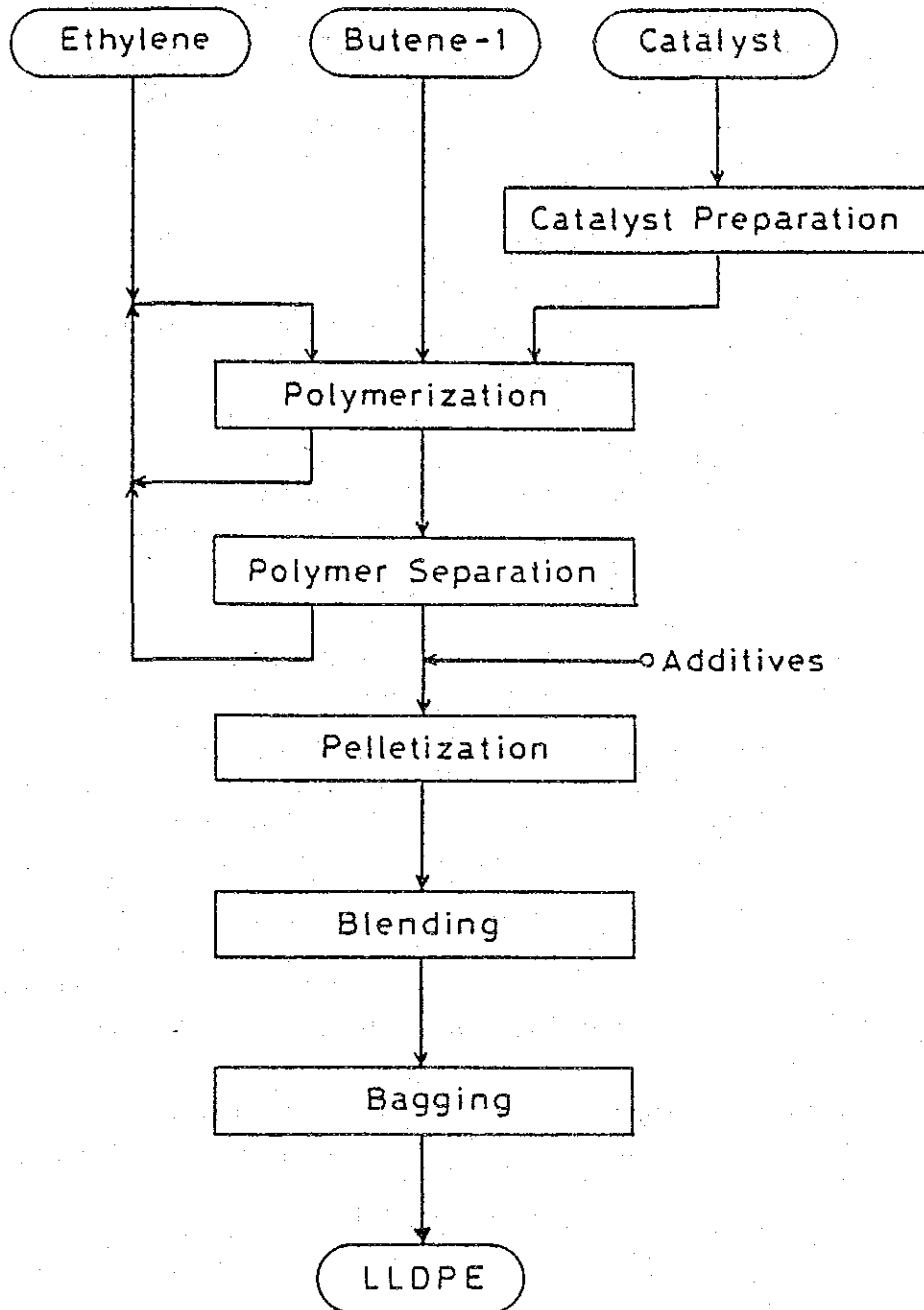 Ethylene
Butene-1
Catalyst
Catalyst Preparation
Polymerization
Polymer Separation
Additives
Pelletization
Blending
Bagging
LLDPE